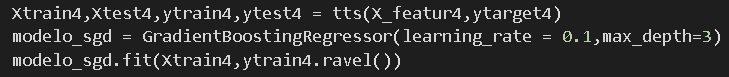 Xtrain4,Xtest4,ytrain4,ytest4 = tts(X_featur4,ytarget4)
modelo_sgd = GradientBoostingRegressor(learning_rate = 0.1,max_depth=3)
modelo_sgd.fit(Xtrain4,ytrain4.ravel())